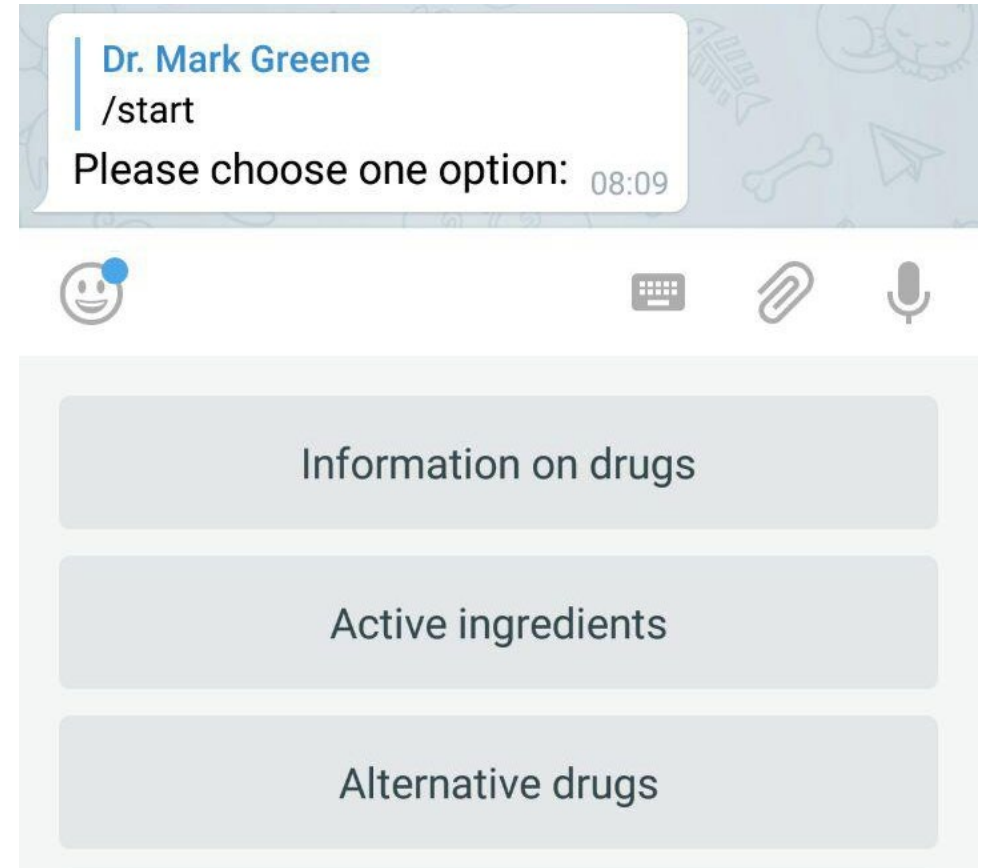 Dr. Mark Greene
/start
Please choose one option: 08:09
Information on drugs
Active ingredients
Alternative drugs